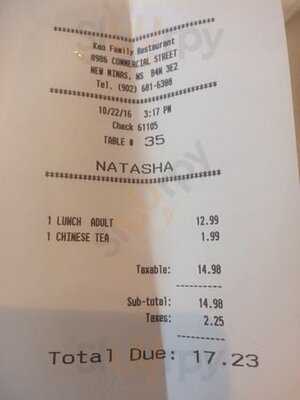 Ken Family Restaurant
8986 COMMERCIAL STREET
NEW MINAS, NS B4N 3E2
Tel. (902) 681-6388
10/22/16 3:17 PM
Check 61105
TABLE # 35
NATASHA
1 LUNCH ADULT 12.99
1 CHINESE TEA 1.99
Taxable: 14.98
Sub-total: 14.98
Taxes: 2.25
Total Due: 17.23